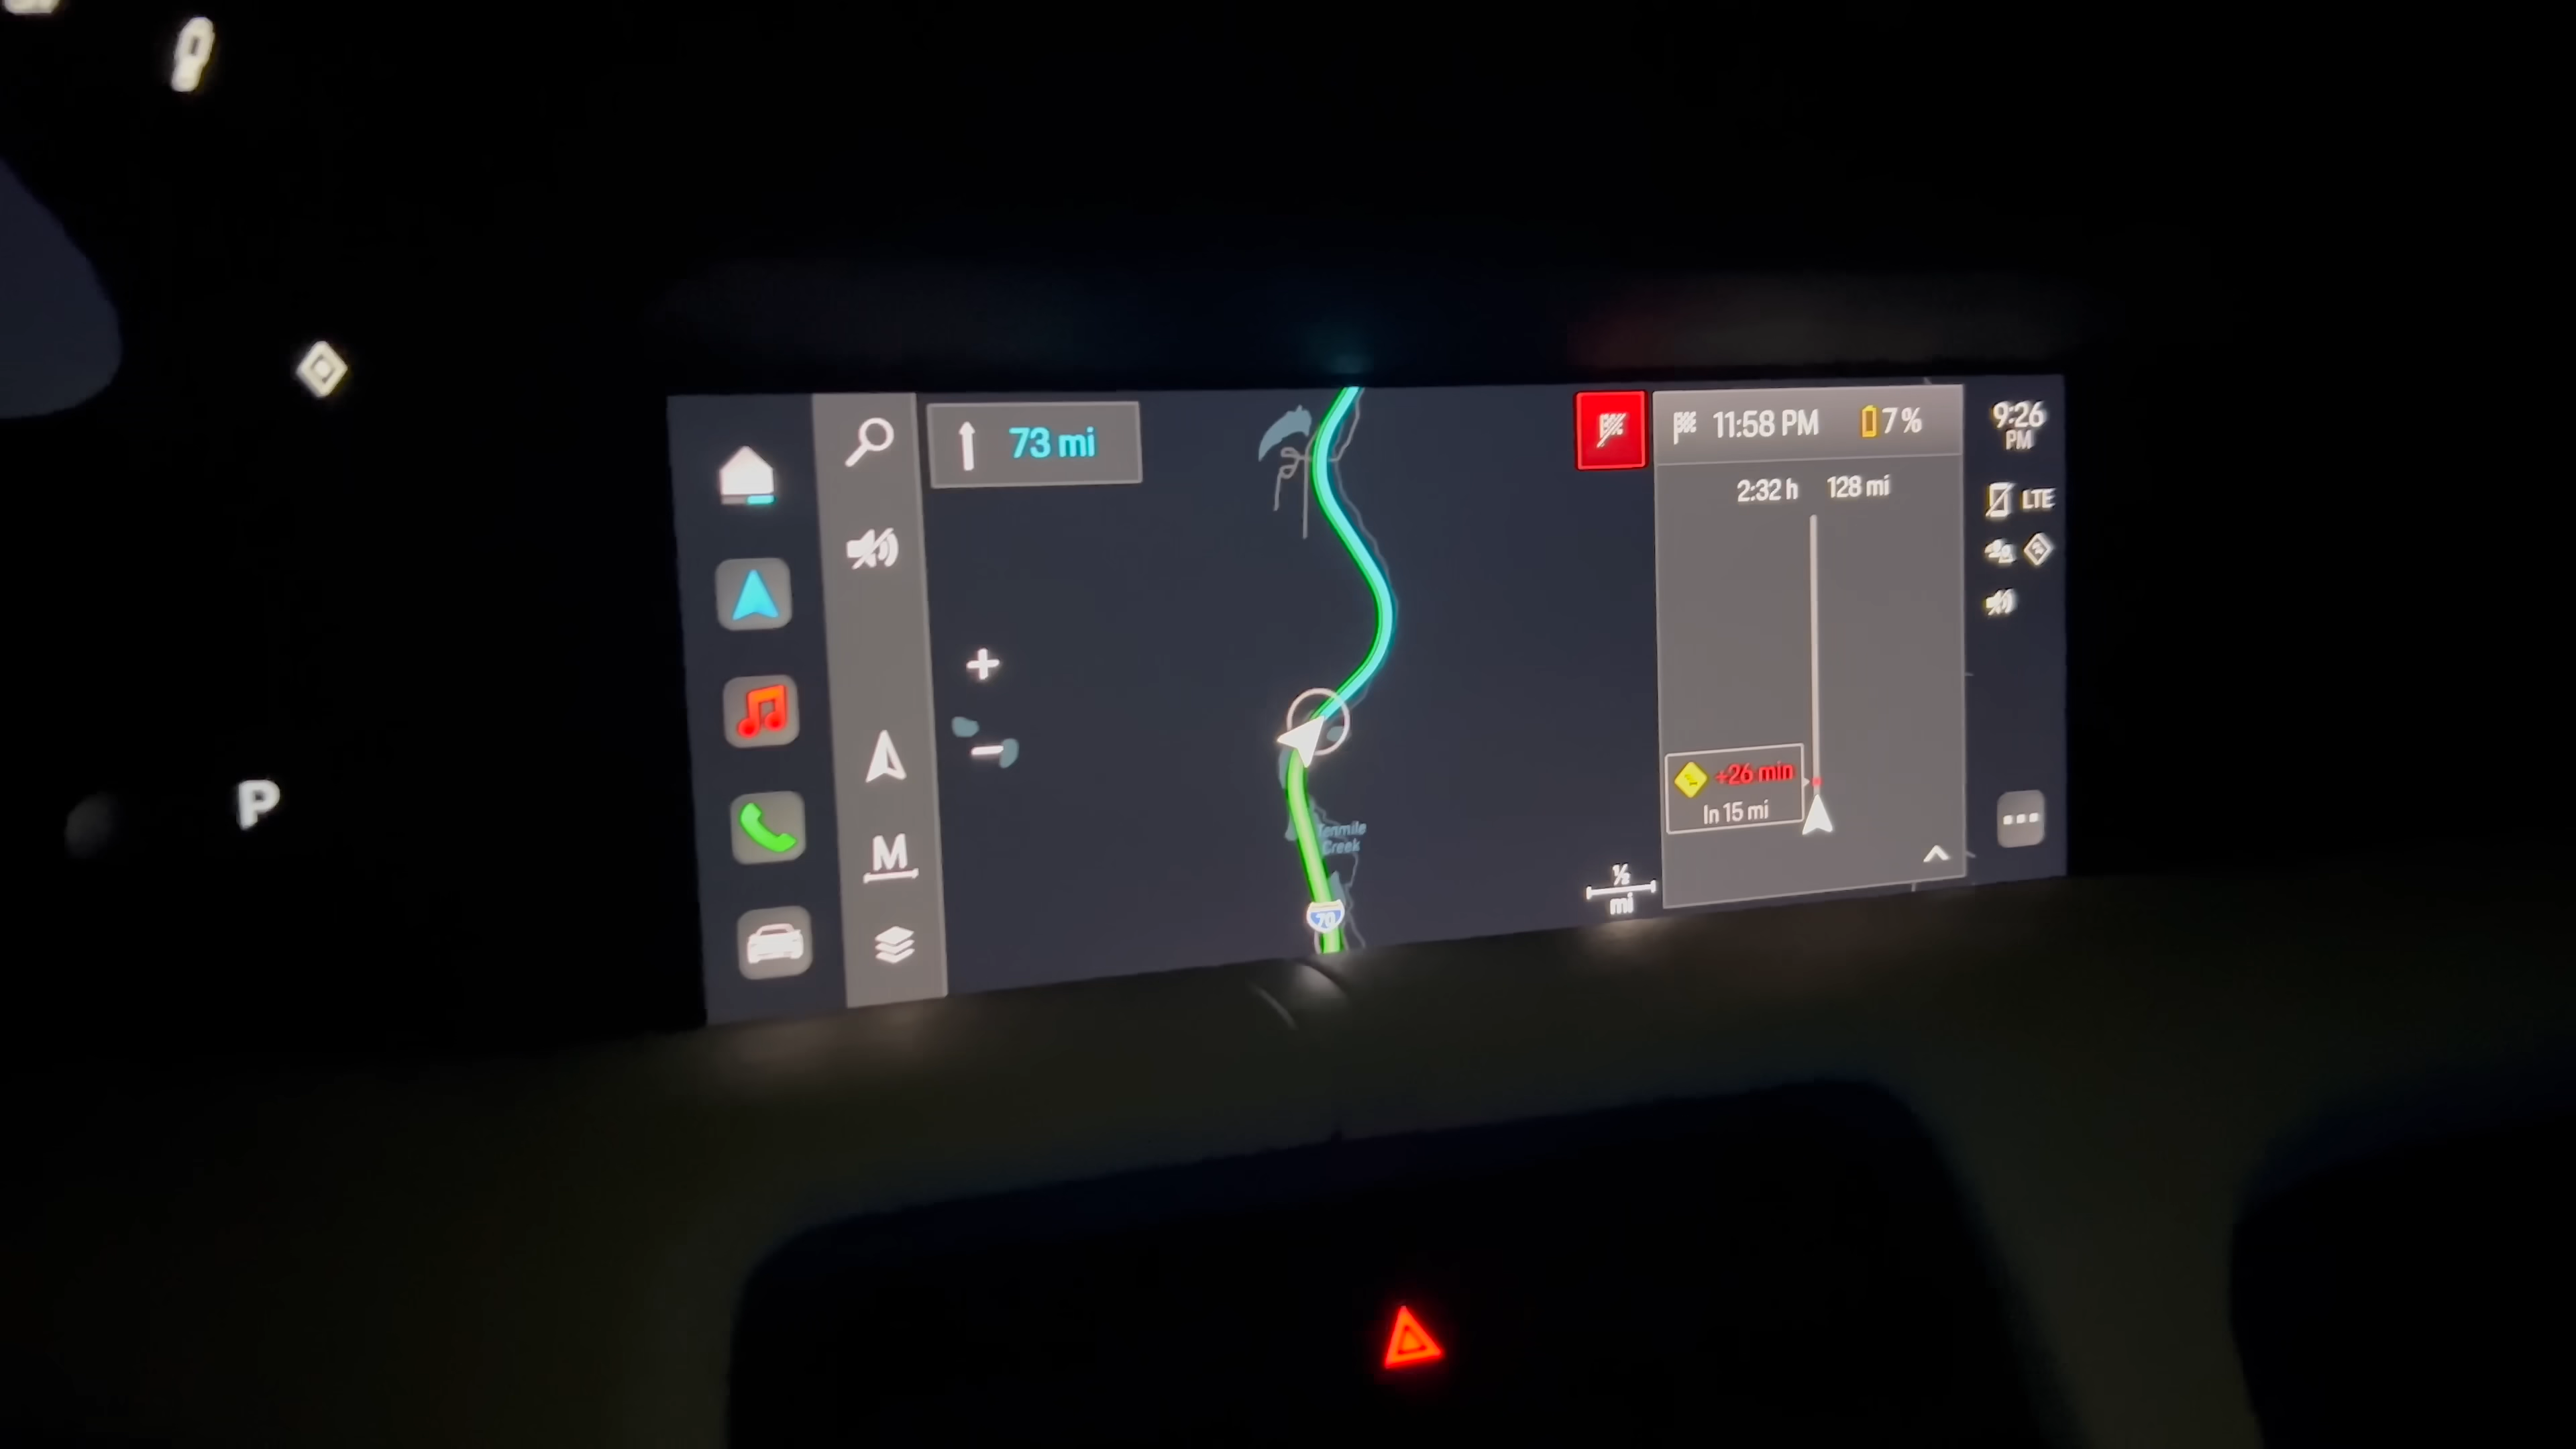 73 mi
11:58 PM
7%
2:32 h
128 mi
+26 min
In 15 mi
9:26
PM
LTE
M
Tenmile
Creek
70
½
mi
P